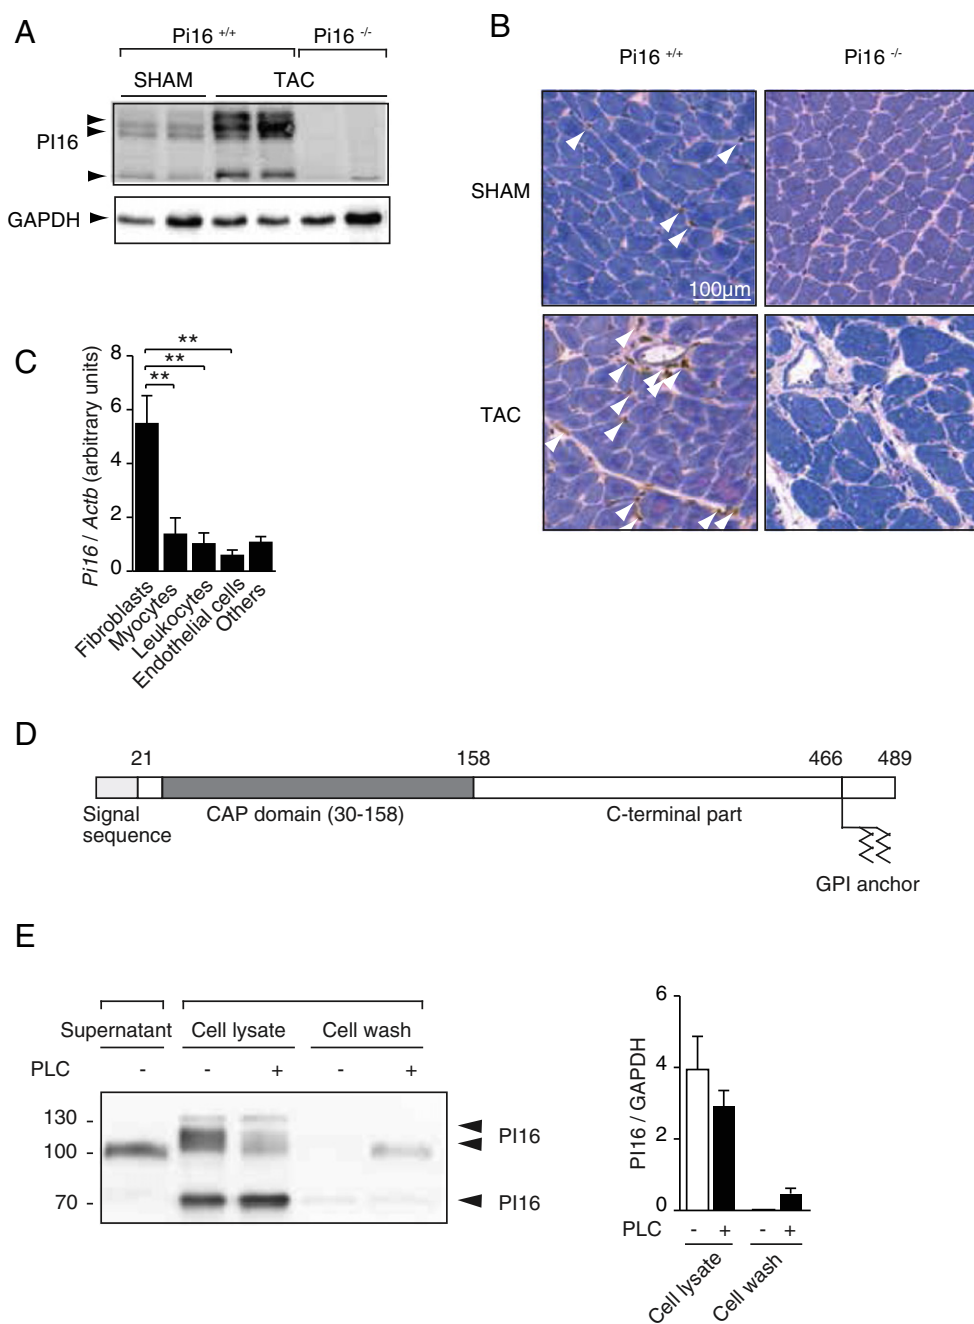 A
Pi16 +/+
Pi16 -/-
SHAM
TAC
PI16
GAPDH
B
Pi16 +/+
Pi16 -/-
SHAM
100µm
TAC
C
Pi16 / Actb (arbitrary units)
8
6
4
2
0
**
**
**
Fibroblasts
Myocytes
Leukocytes
Endothelial cells
Others
D
21
158
466
489
Signal
sequence
CAP domain (30-158)
C-terminal part
GPI anchor
E
Supernatant
Cell lysate
Cell wash
PLC - - + - +
130 -
100 -
70 -
PI16
PI16
PI16 / GAPDH
6
4
2
0
PLC - + - +
Cell lysate
Cell wash